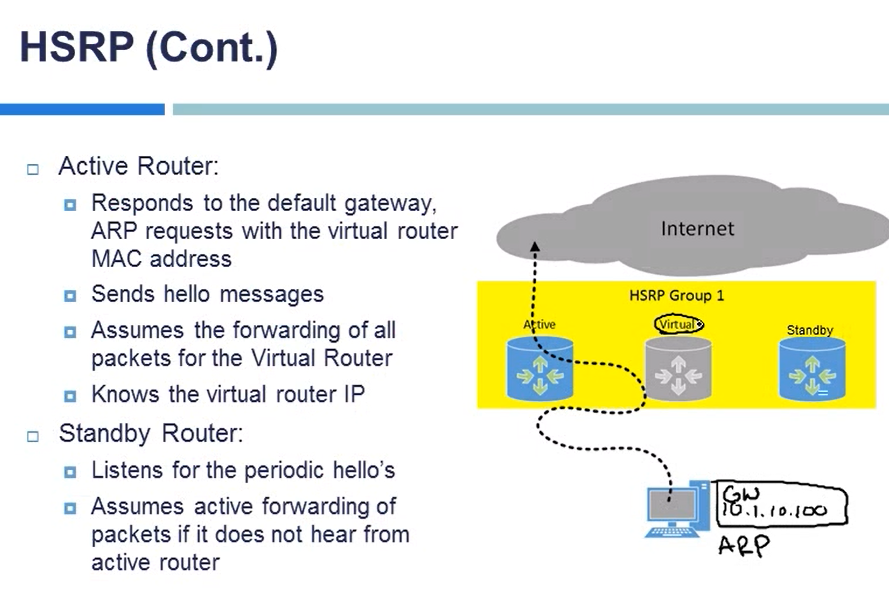 HSRP (Cont.)
Active Router:
Responds to the default gateway,
ARP requests with the virtual router
MAC address
Sends hello messages
Assumes the forwarding of all
packets for the Virtual Router
Knows the virtual router IP
Standby Router:
Listens for the periodic hello's
Assumes active forwarding of
packets if it does not hear from
active router
Internet
HSRP Group 1
Active
Virtual
Standby
GW
10.1.10.100
ARP